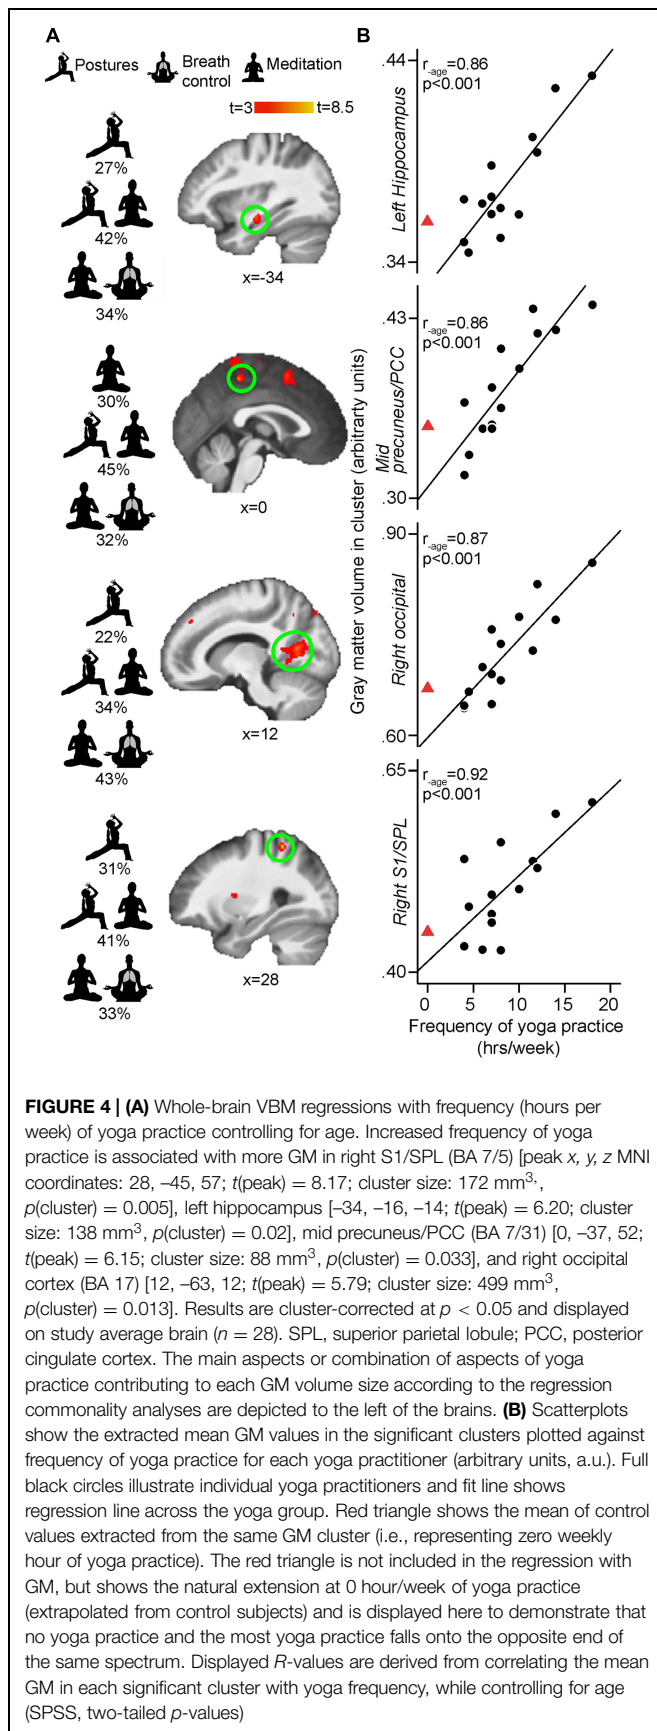 A
B
Postures
Breath control
Meditation
t=3
t=8.5
27%
42%
34%
x=-34
30%
45%
32%
x=0
22%
34%
43%
x=12
31%
41%
33%
x=28
Gray matter volume in cluster (arbitrarty units)
.44
r-age=0.86
p<0.001
Left Hippocampus
.34
.43
r-age=0.86
p<0.001
Mid precuneus/PCC
.30
.90
r-age=0.87
p<0.001
Right occipital
.60
.65
r-age=0.92
p<0.001
Right S1/SPL
.40
0 5 10 15 20
Frequency of yoga practice
(hrs/week)
FIGURE 4 | (A) Whole-brain VBM regressions with frequency (hours per
week) of yoga practice controlling for age. Increased frequency of yoga
practice is associated with more GM in right S1/SPL (BA 7/5) [peak x, y, z MNI
coordinates: 28, –45, 57; t(peak) = 8.17; cluster size: 172 mm³,
p(cluster) = 0.005], left hippocampus [–34, –16, –14; t(peak) = 6.20; cluster
size: 138 mm³, p(cluster) = 0.02], mid precuneus/PCC (BA 7/31) [0, –37, 52;
t(peak) = 6.15; cluster size: 88 mm³, p(cluster) = 0.033], and right occipital
cortex (BA 17) [12, –63, 12; t(peak) = 5.79; cluster size: 499 mm³,
p(cluster) = 0.013]. Results are cluster-corrected at p < 0.05 and displayed
on study average brain (n = 28). SPL, superior parietal lobule; PCC, posterior
cingulate cortex. The main aspects or combination of aspects of yoga
practice contributing to each GM volume size according to the regression
commonality analyses are depicted to the left of the brains. (B) Scatterplots
show the extracted mean GM values in the significant clusters plotted against
frequency of yoga practice for each yoga practitioner (arbitrary units, a.u.). Full
black circles illustrate individual yoga practitioners and fit line shows
regression line across the yoga group. Red triangle shows the mean of control
values extracted from the same GM cluster (i.e., representing zero weekly
hour of yoga practice). The red triangle is not included in the regression with
GM, but shows the natural extension at 0 hour/week of yoga practice
(extrapolated from control subjects) and is displayed here to demonstrate that
no yoga practice and the most yoga practice falls onto the opposite end of
the same spectrum. Displayed R-values are derived from correlating the mean
GM in each significant cluster with yoga frequency, while controlling for age
(SPSS, two-tailed p-values)